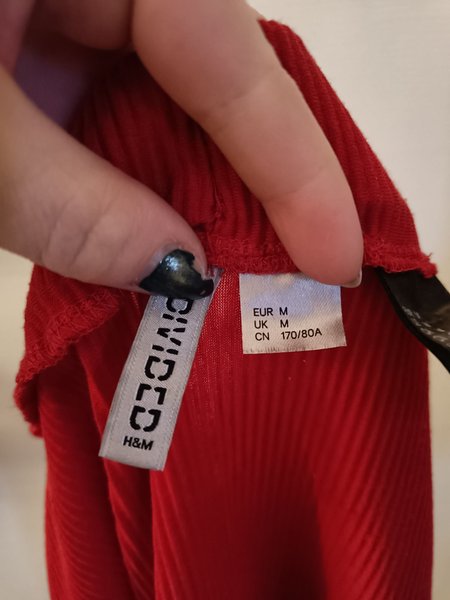 DIVIDED
H&M
EUR M
UK M
CN 170/80A